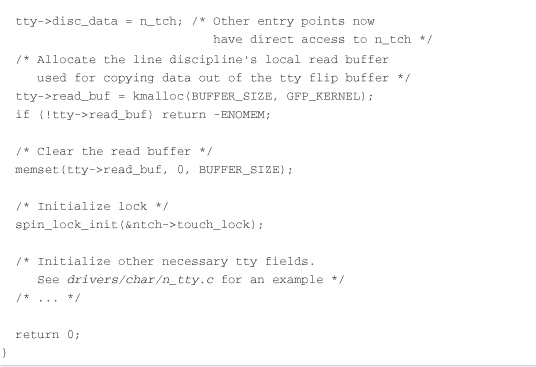 tty->disc_data = n_tch; /* Other entry points now
have direct access to n_tch */
/* Allocate the line discipline's local read buffer
used for copying data out of the tty flip buffer */
tty->read_buf = kmalloc(BUFFER_SIZE, GFP_KERNEL);
if (!tty->read_buf) return -ENOMEM;
/* Clear the read buffer */
memset(tty->read_buf, 0, BUFFER_SIZE);
/* Initialize lock */
spin_lock_init(&ntch->touch_lock);
/* Initialize other necessary tty fields.
See drivers/char/n_tty.c for an example */
/* ... */
return 0;
}